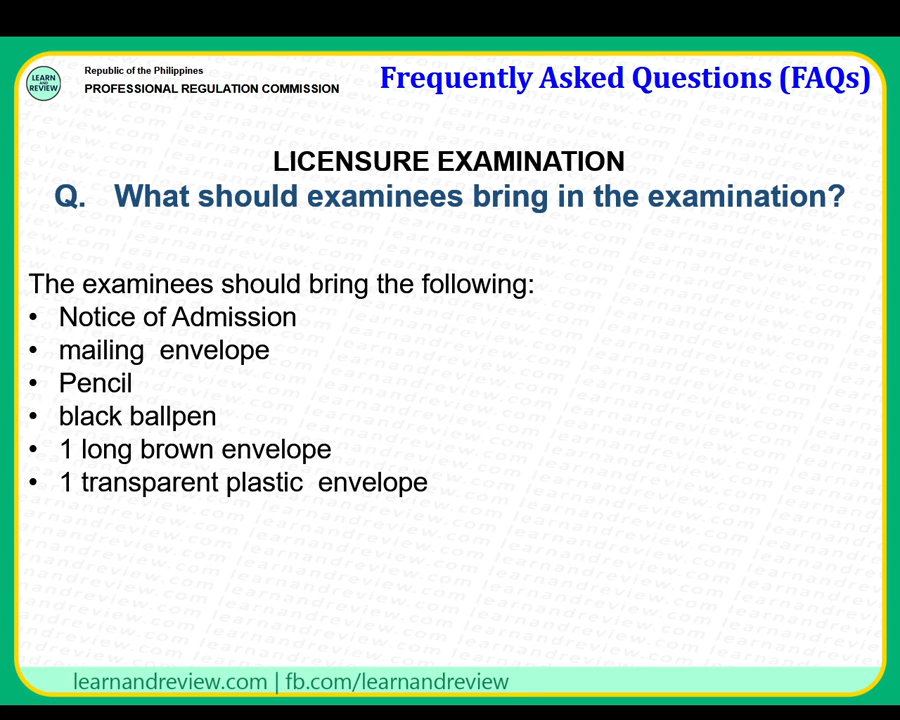 LEARN
AND
REVIEW
Republic of the Philippines
PROFESSIONAL REGULATION COMMISSION
Frequently Asked Questions (FAQs)
LICENSURE EXAMINATION
Q. What should examinees bring in the examination?
The examinees should bring the following:
• Notice of Admission
• mailing envelope
• Pencil
• black ballpen
• 1 long brown envelope
• 1 transparent plastic envelope
learnandreview.com | fb.com/learnandreview